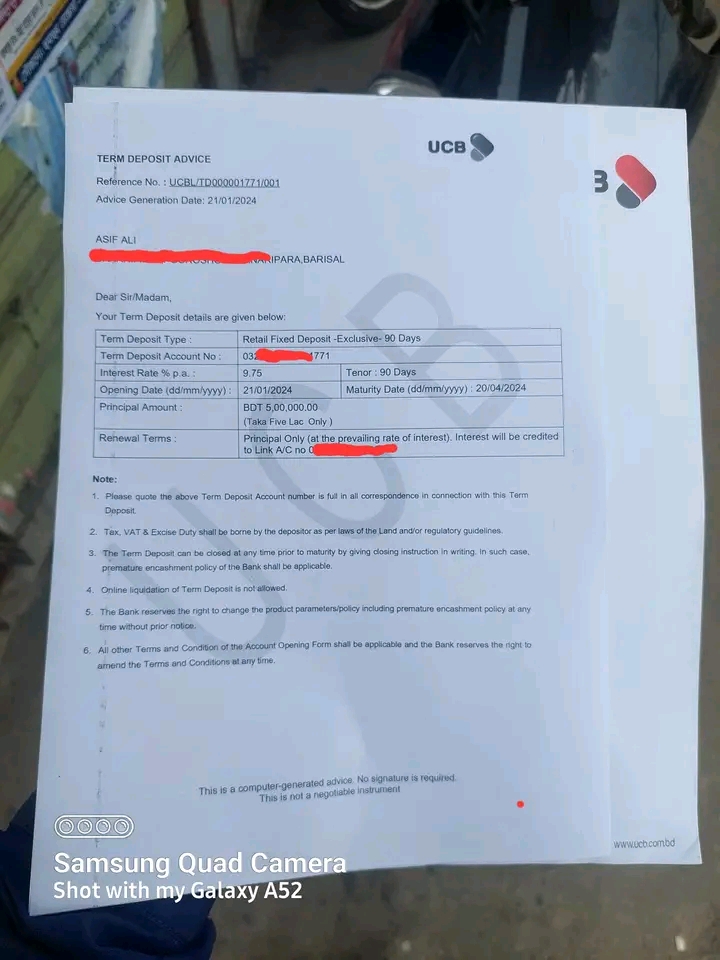 UCB
B
TERM DEPOSIT ADVICE
Reference No. : UCBL/TD000001771/001
Advice Generation Date: 21/01/2024
ASIF ALI
IPARA,BARISAL
Dear Sir/Madam,
Your Term Deposit details are given below:
Term Deposit Type : Retail Fixed Deposit -Exclusive- 90 Days
Term Deposit Account No : 03 1771
Interest Rate % p.a. : 9.75 Tenor : 90 Days
Opening Date (dd/mm/yyyy) : 21/01/2024 Maturity Date (dd/mm/yyyy) : 20/04/2024
Principal Amount : BDT 5,00,000.00
(Taka Five Lac Only )
Renewal Terms : Principal Only (at the prevailing rate of interest). Interest will be credited
to Link A/C no 0
Note:
1. Please quote the above Term Deposit Account number is full in all correspondence in connection with this Term
Deposit.
2. Tax, VAT & Excise Duty shall be borne by the depositor as per laws of the Land and/or regulatory guidelines.
3. The Term Deposit can be closed at any time prior to maturity by giving closing instruction in writing. In such case,
premature encashment policy of the Bank shall be applicable.
4. Online liquidation of Term Deposit is not allowed.
5. The Bank reserves the right to change the product parameters/policy including premature encashment policy at any
time without prior notice.
6. All other Terms and Condition of the Account Opening Form shall be applicable and the Bank reserves the right to
amend the Terms and Conditions at any time.
UCB
This is a computer-generated advice. No signature is required.
This is not a negotiable instrument
www.ucb.com.bd
Samsung Quad Camera
Shot with my Galaxy A52